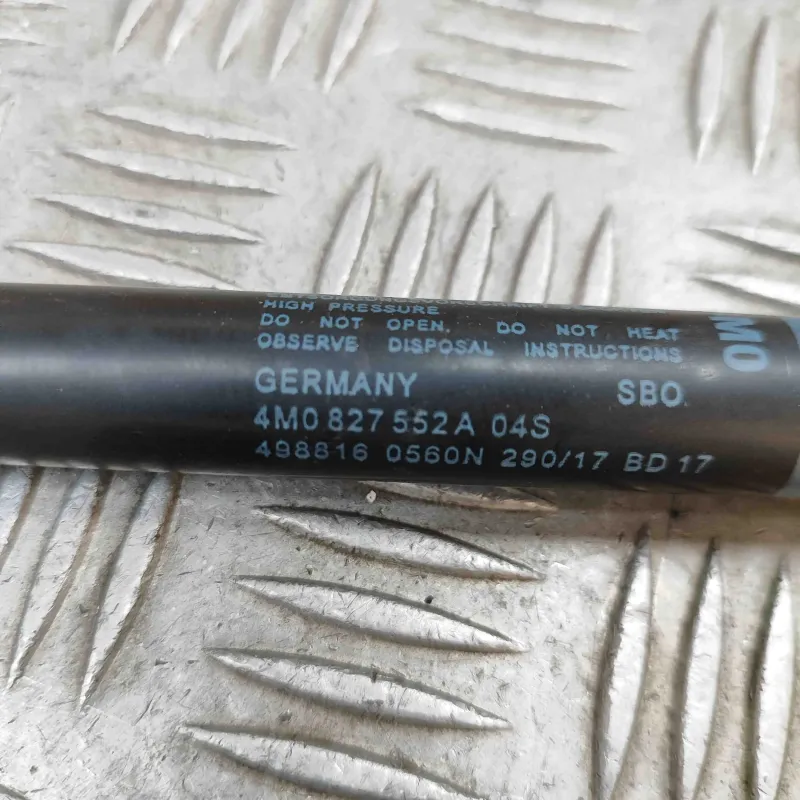 HIGH PRESSURE
DO NOT OPEN. DO NOT HEAT
OBSERVE DISPOSAL INSTRUCTIONS
GERMANY SBO
4M0 827 552 A 04S
498816 0560N 290/17 BD 17
M0